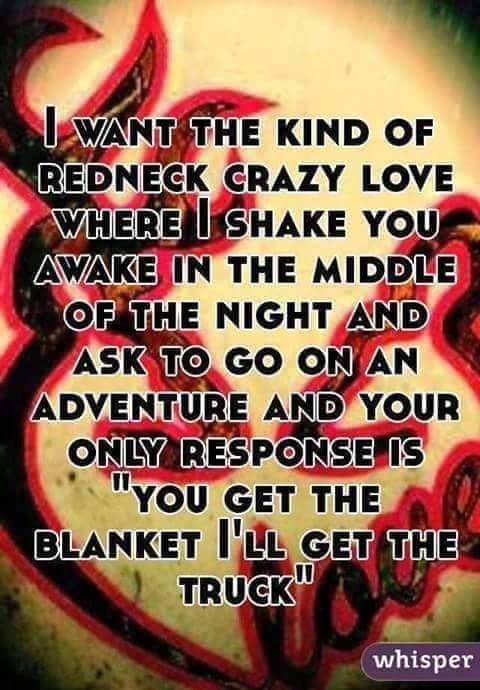 I want the kind of
redneck crazy love
where I shake you
awake in the middle
of the night and
ask to go on an
adventure and your
only response is
"you get the
blanket I'll get the
truck"
love
whisper